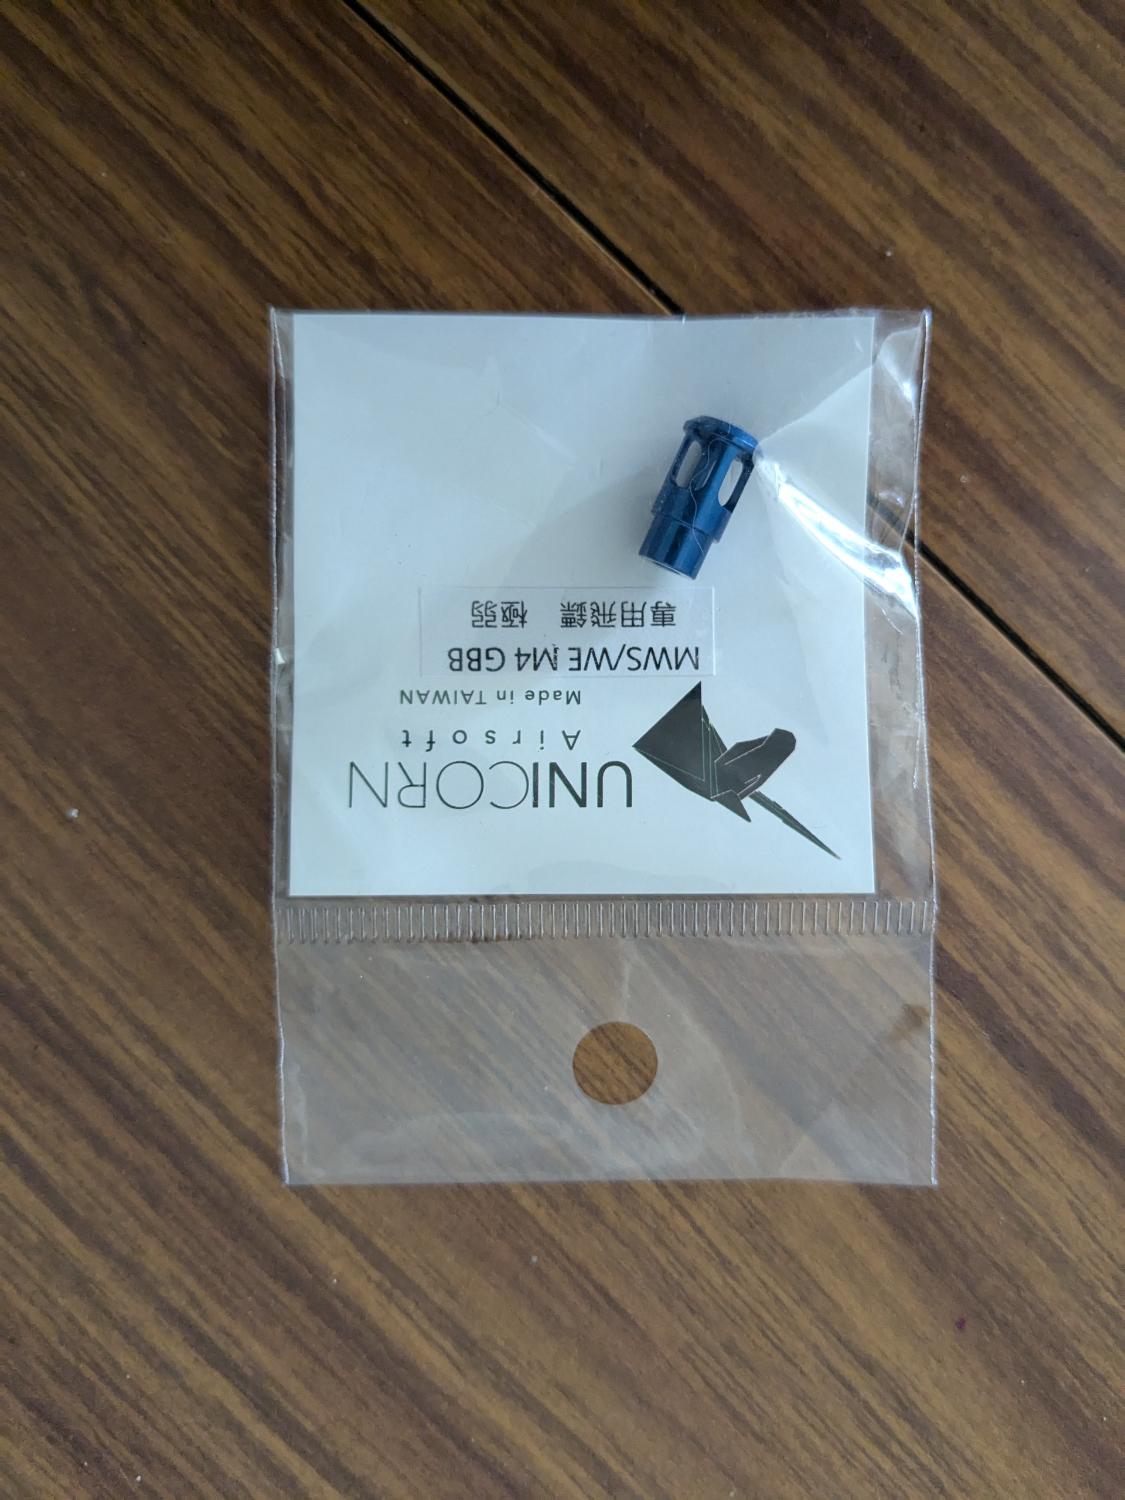 UNICORN
Airsoft
Made in TAIWAN
MWS/WE M4 GBB
專用飛鏢 極弱